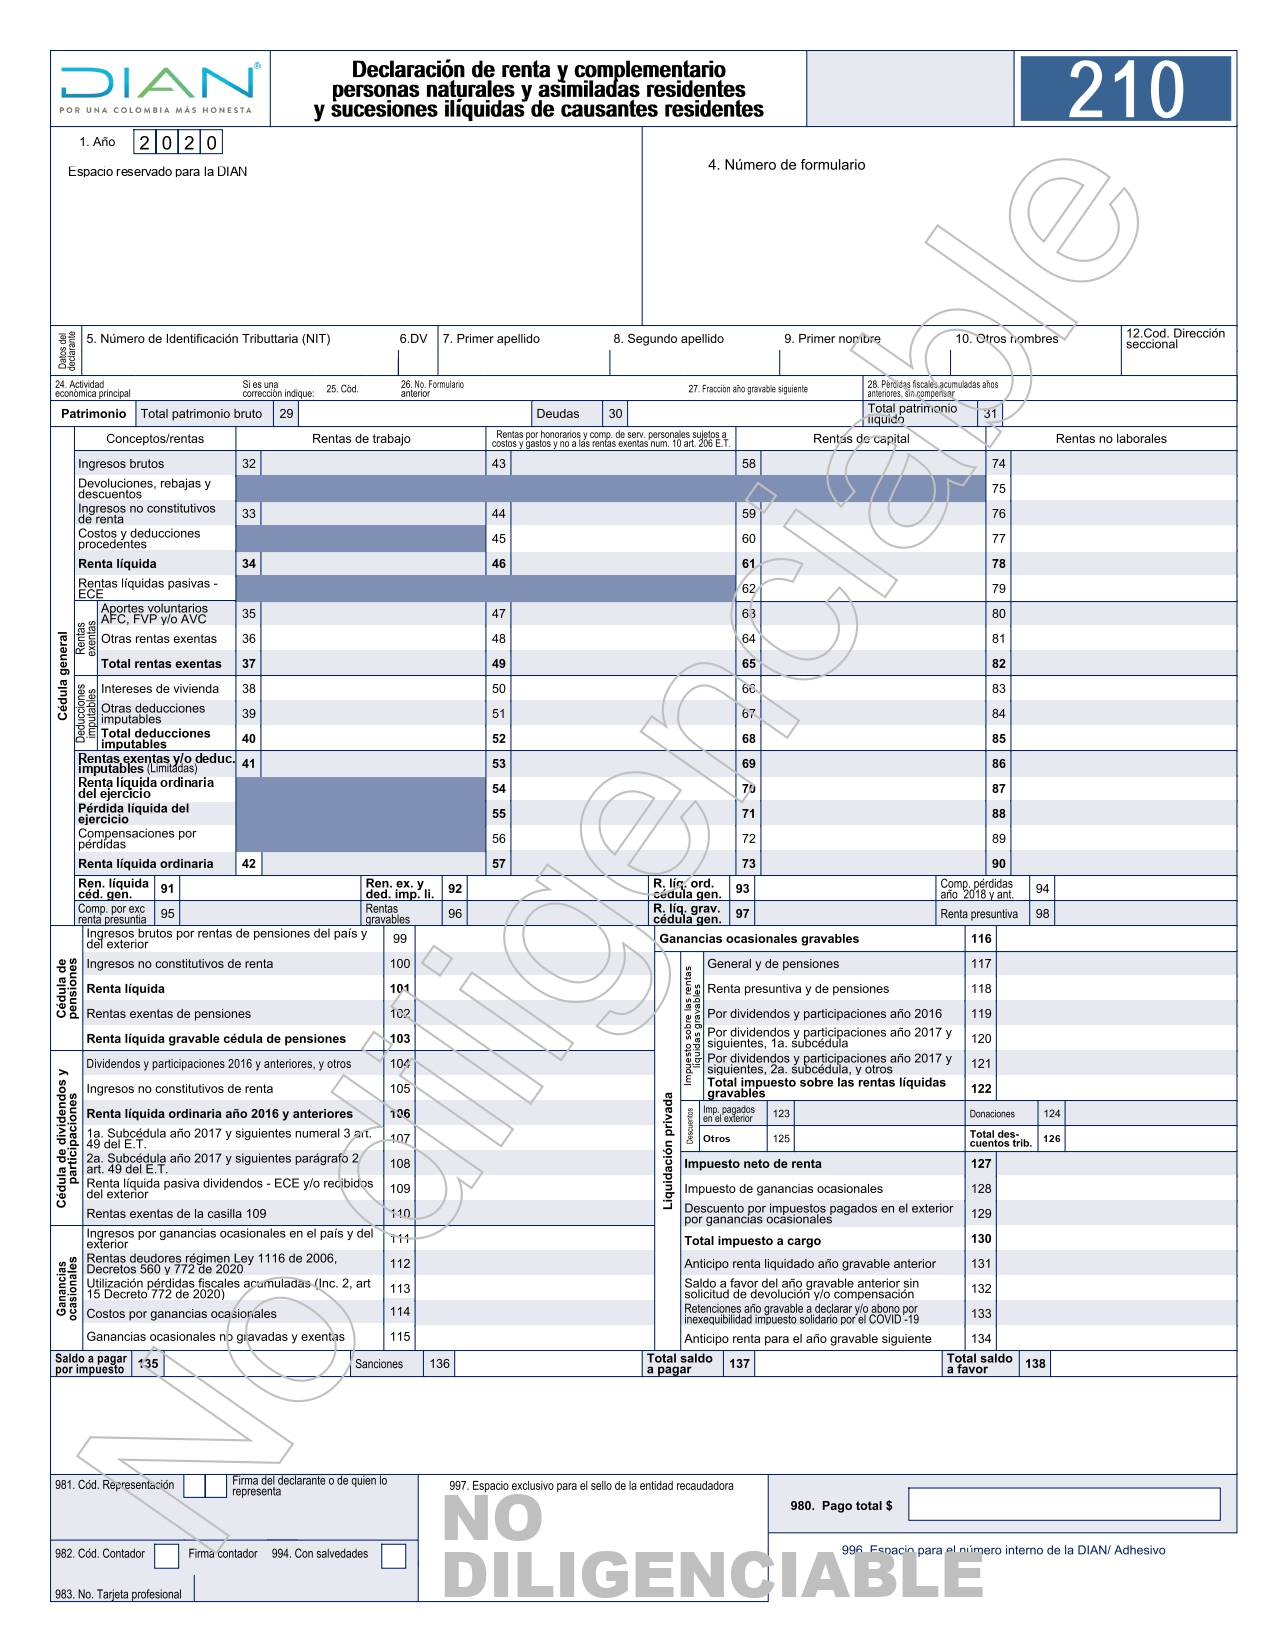 DIAN®
POR UNA COLOMBIA MÁS HONESTA
Declaración de renta y complementario
personas naturales y asimiladas residentes
y sucesiones ilíquidas de causantes residentes
210
1. Año 2 0 2 0
Espacio reservado para la DIAN
4. Número de formulario
Datos del
declarante
5. Número de Identificación Tributtaria (NIT)
6.DV
7. Primer apellido
8. Segundo apellido
9. Primer nombre
10. Otros nombres
12.Cod. Dirección
seccional
24. Actividad
económica principal
Si es una
corrección indique:
25. Cód.
26. No. Formulario
anterior
27. Fracción año gravable siguiente
28. Pérdidas fiscales acumuladas años
anteriores, sin compensar
Patrimonio
Total patrimonio bruto 29
Deudas 30
Total patrimonio
líquido 31
Cédula general
Conceptos/rentas
Rentas de trabajo
Rentas por honorarios y comp. de serv. personales sujetos a
costos y gastos y no a las rentas exentas num. 10 art. 206 E.T.
Rentas de capital
Rentas no laborales
Ingresos brutos 32 43 58 74
Devoluciones, rebajas y
descuentos 75
Ingresos no constitutivos
de renta 33 44 59 76
Costos y deducciones
procedentes 45 60 77
Renta líquida 34 46 61 78
Rentas líquidas pasivas -
ECE 62 79
Rentas
exentas
Aportes voluntarios
AFC, FVP y/o AVC 35 47 63 80
Otras rentas exentas 36 48 64 81
Total rentas exentas 37 49 65 82
Deducciones
imputables
Intereses de vivienda 38 50 66 83
Otras deducciones
imputables 39 51 67 84
Total deducciones
imputables 40 52 68 85
Rentas exentas y/o deduc.
imputables (Limitadas) 41 53 69 86
Renta líquida ordinaria
del ejercicio 54 70 87
Pérdida líquida del
ejercicio 55 71 88
Compensaciones por
pérdidas 56 72 89
Renta líquida ordinaria 42 57 73 90
Ren. líquida
céd. gen. 91
Ren. ex. y
ded. imp. li. 92
R. líq. ord.
cédula gen. 93
Comp. pérdidas
año 2018 y ant. 94
Comp. por exc
renta presuntia 95
Rentas
gravables 96
R. líq. grav.
cédula gen. 97
Renta presuntiva 98
Cédula de
pensiones
Ingresos brutos por rentas de pensiones del país y
del exterior 99
Ingresos no constitutivos de renta 100
Renta líquida 101
Rentas exentas de pensiones 102
Renta líquida gravable cédula de pensiones 103
Cédula de dividendos y
participaciones
Dividendos y participaciones 2016 y anteriores, y otros 104
Ingresos no constitutivos de renta 105
Renta líquida ordinaria año 2016 y anteriores 106
1a. Subcédula año 2017 y siguientes numeral 3 art.
49 del E.T. 107
2a. Subcédula año 2017 y siguientes parágrafo 2
art. 49 del E.T. 108
Renta líquida pasiva dividendos - ECE y/o recibidos
del exterior 109
Rentas exentas de la casilla 109 110
Ganancias
ocasionales
Ingresos por ganancias ocasionales en el país y del
exterior 111
Rentas deudores régimen Ley 1116 de 2006,
Decretos 560 y 772 de 2020 112
Utilización pérdidas fiscales acumuladas (Inc. 2, art
15 Decreto 772 de 2020) 113
Costos por ganancias ocasionales 114
Ganancias ocasionales no gravadas y exentas 115
Ganancias ocasionales gravables 116
Liquidación privada
Impuesto sobre las rentas
líquidas gravables
General y de pensiones 117
Renta presuntiva y de pensiones 118
Por dividendos y participaciones año 2016 119
Por dividendos y participaciones año 2017 y
siguientes, 1a. subcédula 120
Por dividendos y participaciones año 2017 y
siguientes, 2a. subcédula, y otros 121
Total impuesto sobre las rentas líquidas
gravables 122
Descuentos
Imp. pagados
en el exterior 123
Donaciones 124
Otros 125
Total des-
cuentos trib. 126
Impuesto neto de renta 127
Impuesto de ganancias ocasionales 128
Descuento por impuestos pagados en el exterior
por ganancias ocasionales 129
Total impuesto a cargo 130
Anticipo renta liquidado año gravable anterior 131
Saldo a favor del año gravable anterior sin
solicitud de devolución y/o compensación 132
Retenciones año gravable a declarar y/o abono por
inexequibilidad impuesto solidario por el COVID -19 133
Anticipo renta para el año gravable siguiente 134
Saldo a pagar
por impuesto 135
Sanciones 136
Total saldo
a pagar 137
Total saldo
a favor 138
981. Cód. Representación
Firma del declarante o de quien lo
representa
997. Espacio exclusivo para el sello de la entidad recaudadora
980. Pago total $
982. Cód. Contador
Firma contador
994. Con salvedades
996. Espacio para el número interno de la DIAN/ Adhesivo
983. No. Tarjeta profesional
NO
DILIGENCIABLE
No diligenciable